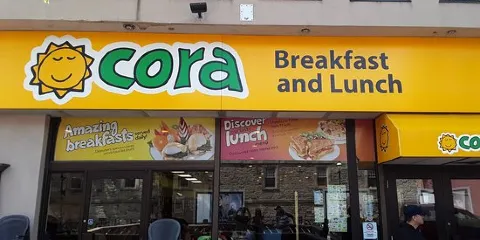 cora
Breakfast
and Lunch
Amazing
breakfasts
Discover
lunch
co